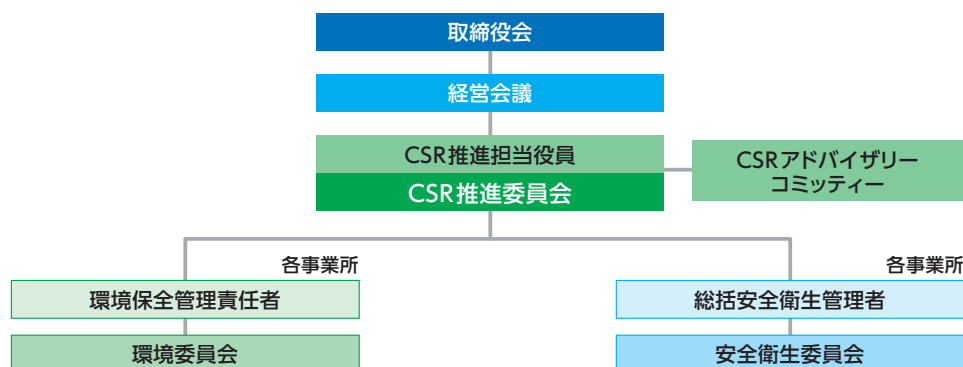 取締役会
経営会議
CSR推進担当役員
CSR推進委員会
CSRアドバイザリー
コミッティー
各事業所
環境保全管理責任者
環境委員会
各事業所
総括安全衛生管理者
安全衛生委員会